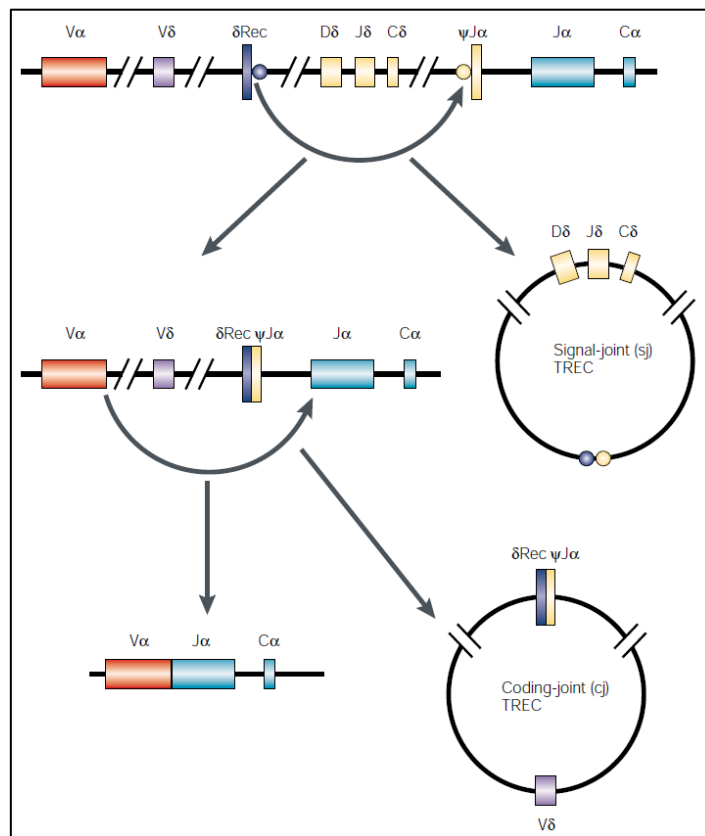 Vα Vδ δRec Dδ Jδ Cδ ψJα Jα Cα
Dδ Jδ Cδ
Signal-joint (sj)
TREC
Vα Vδ δRec ψJα Jα Cα
δRec ψJα
Coding-joint (cj)
TREC
Vδ
Vα Jα Cα